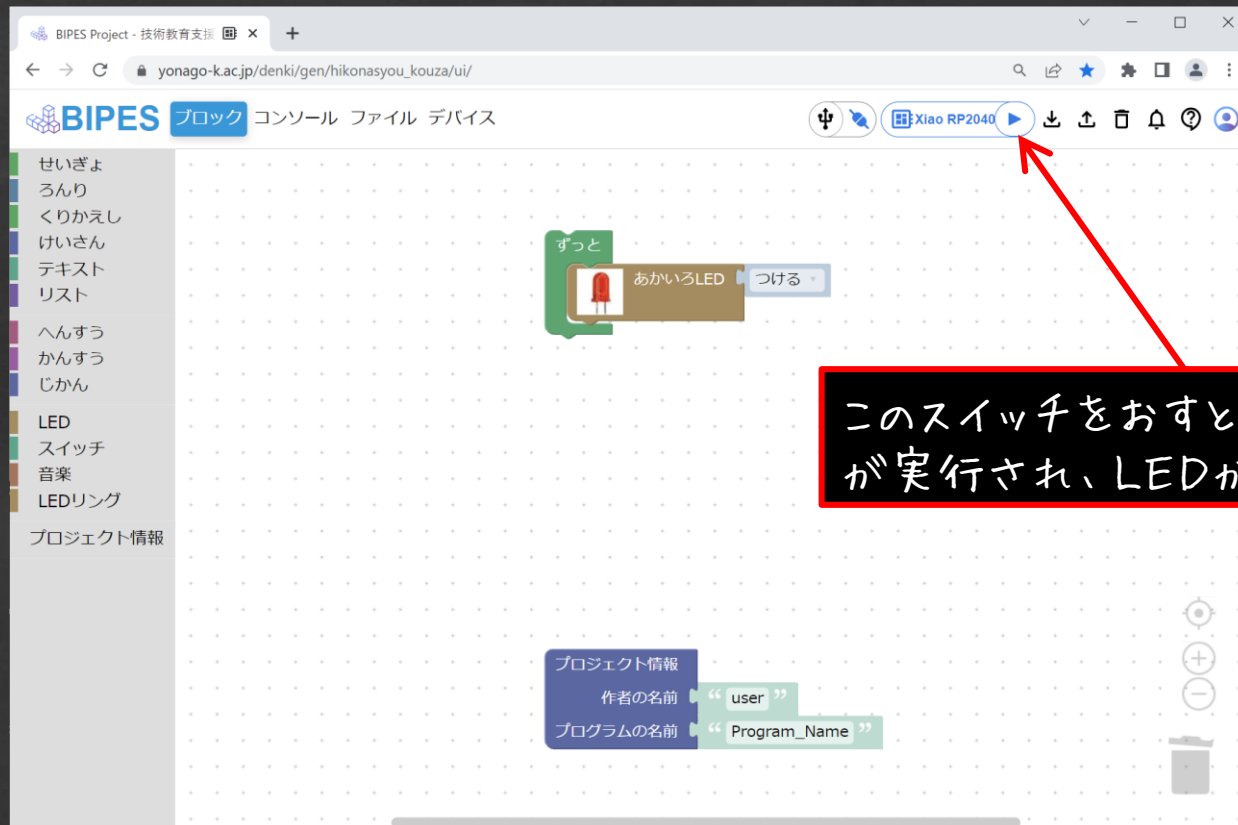 BIPES Project - 技術教育支援
yonago-k.ac.jp/denki/gen/hikonasyou_kouza/ui/
BIPES ブロック コンソール ファイル デバイス Xiao RP2040
せいぎょ
ろんり
くりかえし
けいさん
テキスト
リスト
へんすう
かんすう
じかん
LED
スイッチ
音楽
LEDリング
プロジェクト情報
ずっと
あかいろLED つける
このスイッチをおすと
が実行され、LEDが
プロジェクト情報
作者の名前 “ user ”
プログラムの名前 “ Program_Name ”